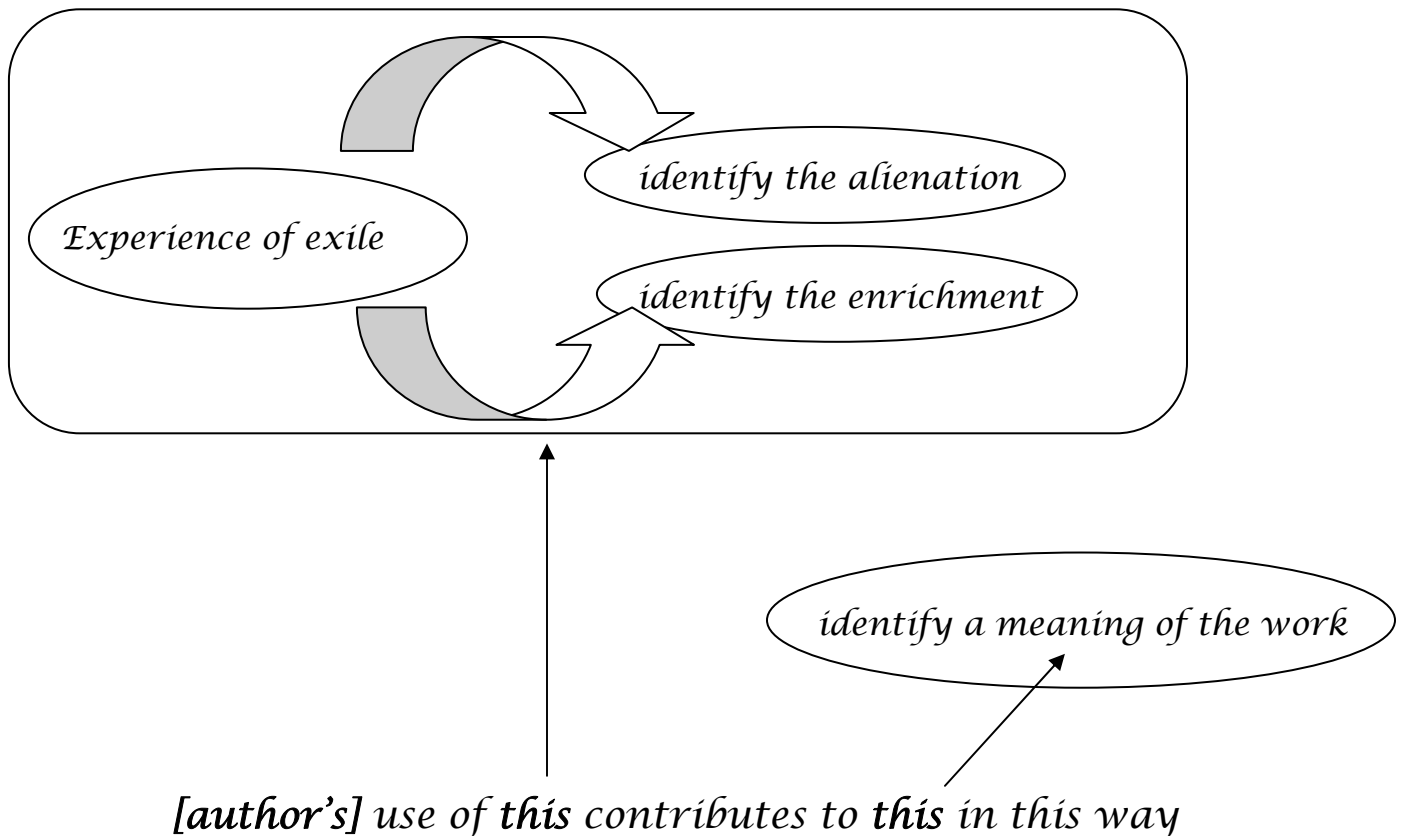 identify the alienation
Experience of exile
identify the enrichment
identify a meaning of the work
[author's] use of this contributes to this in this way